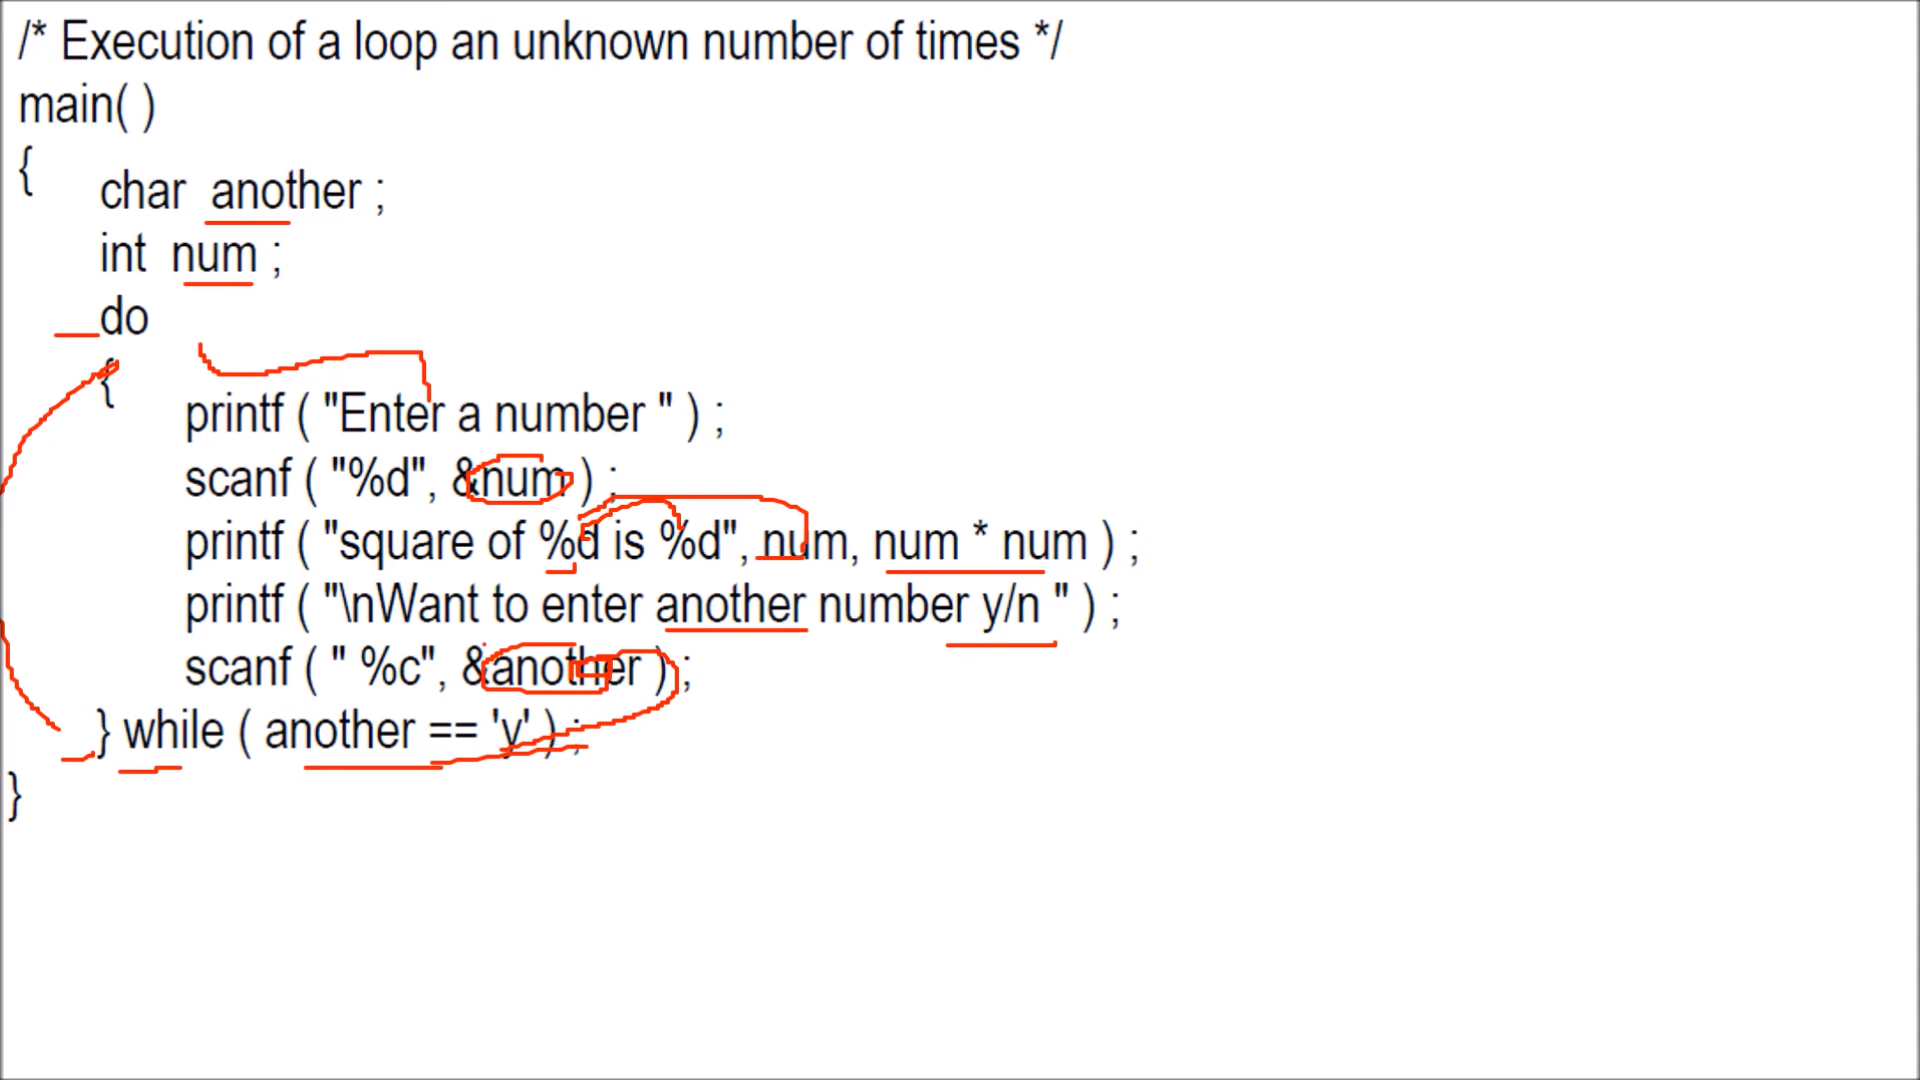 /* Execution of a loop an unknown number of times */
main( )
{
char  another ;
int  num ;
do
{
printf ( "Enter a number " ) ;
scanf ( "%d", &num ) ;
printf ( "square of %d is %d", num, num * num ) ;
printf ( "\nWant to enter another number y/n " ) ;
scanf ( " %c", &another ) ;
} while ( another == 'y' ) ;
}